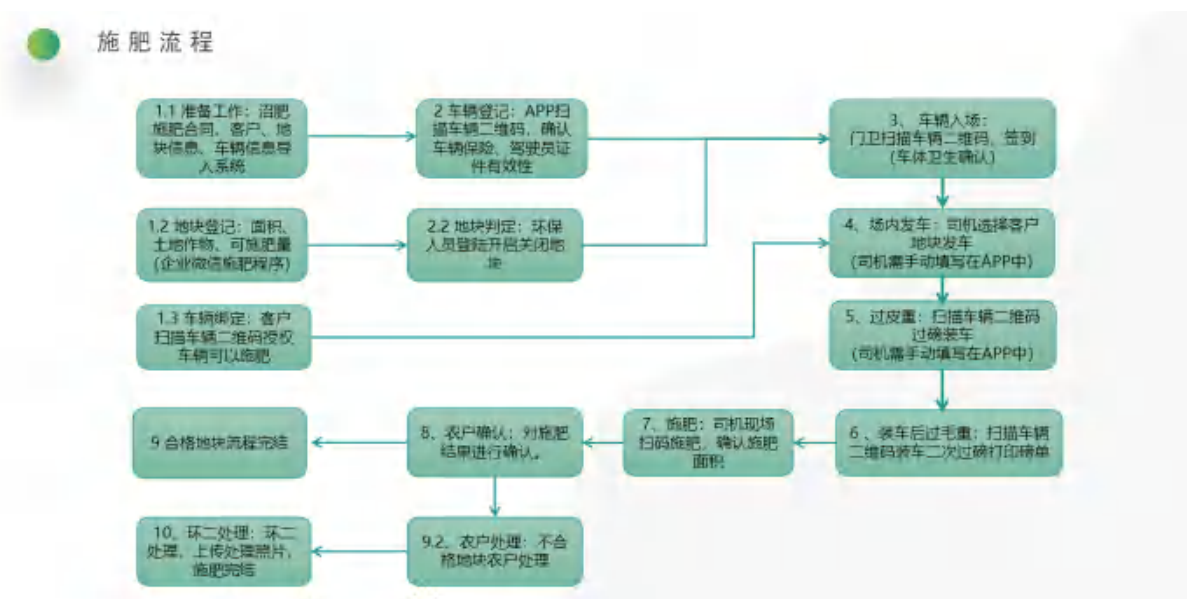 施肥流程
1.1 准备工作：沼肥
施肥合同、客户、地
块信息、车辆信息导
入系统
2 车辆登记：APP扫
描车辆二维码、确认
车辆保险、驾驶员证
件有效性
3、 车辆入场：
门卫扫描车辆二维码、签到
(车体卫生确认)
1.2 地块登记：面积、
土地作物、可施肥量
(企业微信施肥程序)
2.2 地块判定：环保
人员登陆开启关闭地
块
4、场内发车：司机选择客户
地块发车
(司机需手动填写在APP中)
1.3 车辆绑定：客户
扫描车辆二维码授权
车辆可以施肥
5、过皮重：扫描车辆二维码
过磅装车
(司机需手动填写在APP中)
9 合格地块流程完结
8、农户确认：对施肥
结果进行确认。
7、施肥：司机现场
扫码施肥、确认施肥
面积
6、装车后过毛重：扫描车辆
二维码装车二次过磅打印磅单
10、环二处理：环二
处理、上传处理照片，
施肥完结
9.2、农户处理：不合
格地块农户处理